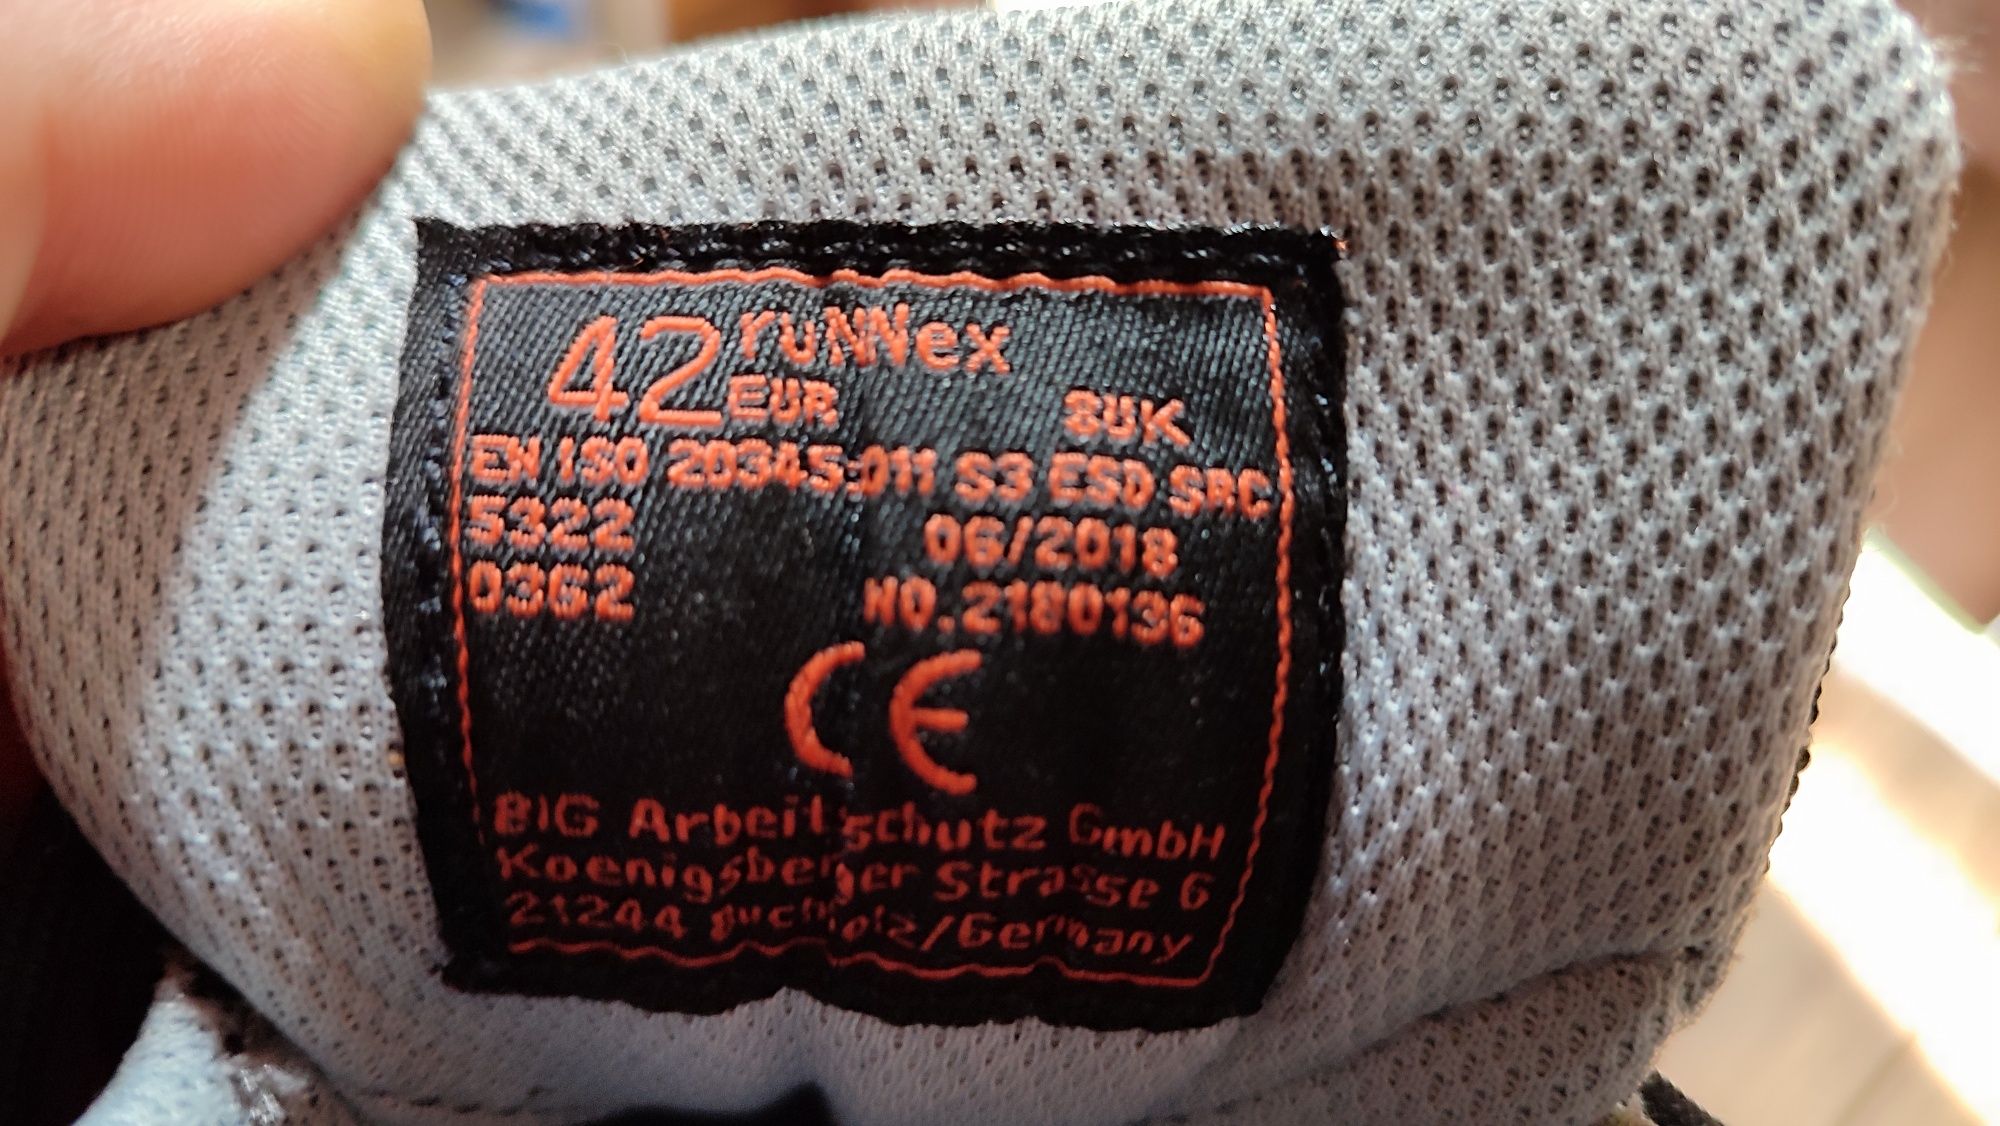 42 ruNNex
EUR 8UK
EN ISO 20345:011 S3 ESD SRC
5322 06/2018
0362 NO.2180136
CE
BIG Arbeitsschutz GmbH
Koenigsberger Strasse 6
21244 Buchholz/Germany